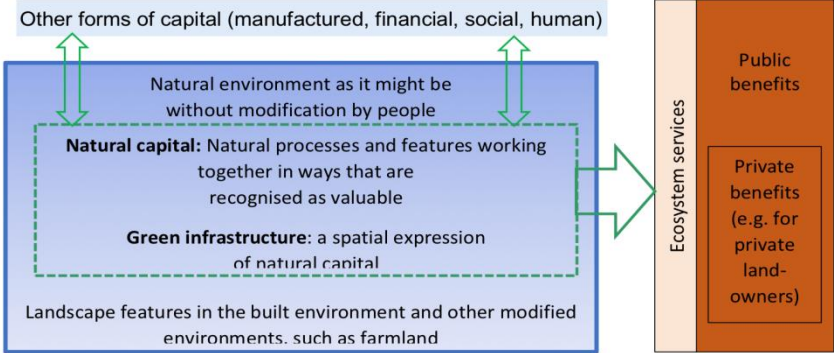 Other forms of capital (manufactured, financial, social, human)
Natural environment as it might be
without modification by people
Natural capital: Natural processes and features working
together in ways that are
recognised as valuable
Green infrastructure: a spatial expression
of natural capital
Landscape features in the built environment and other modified
environments, such as farmland
Ecosystem services
Public
benefits
Private
benefits
(e.g. for
private
land-
owners)